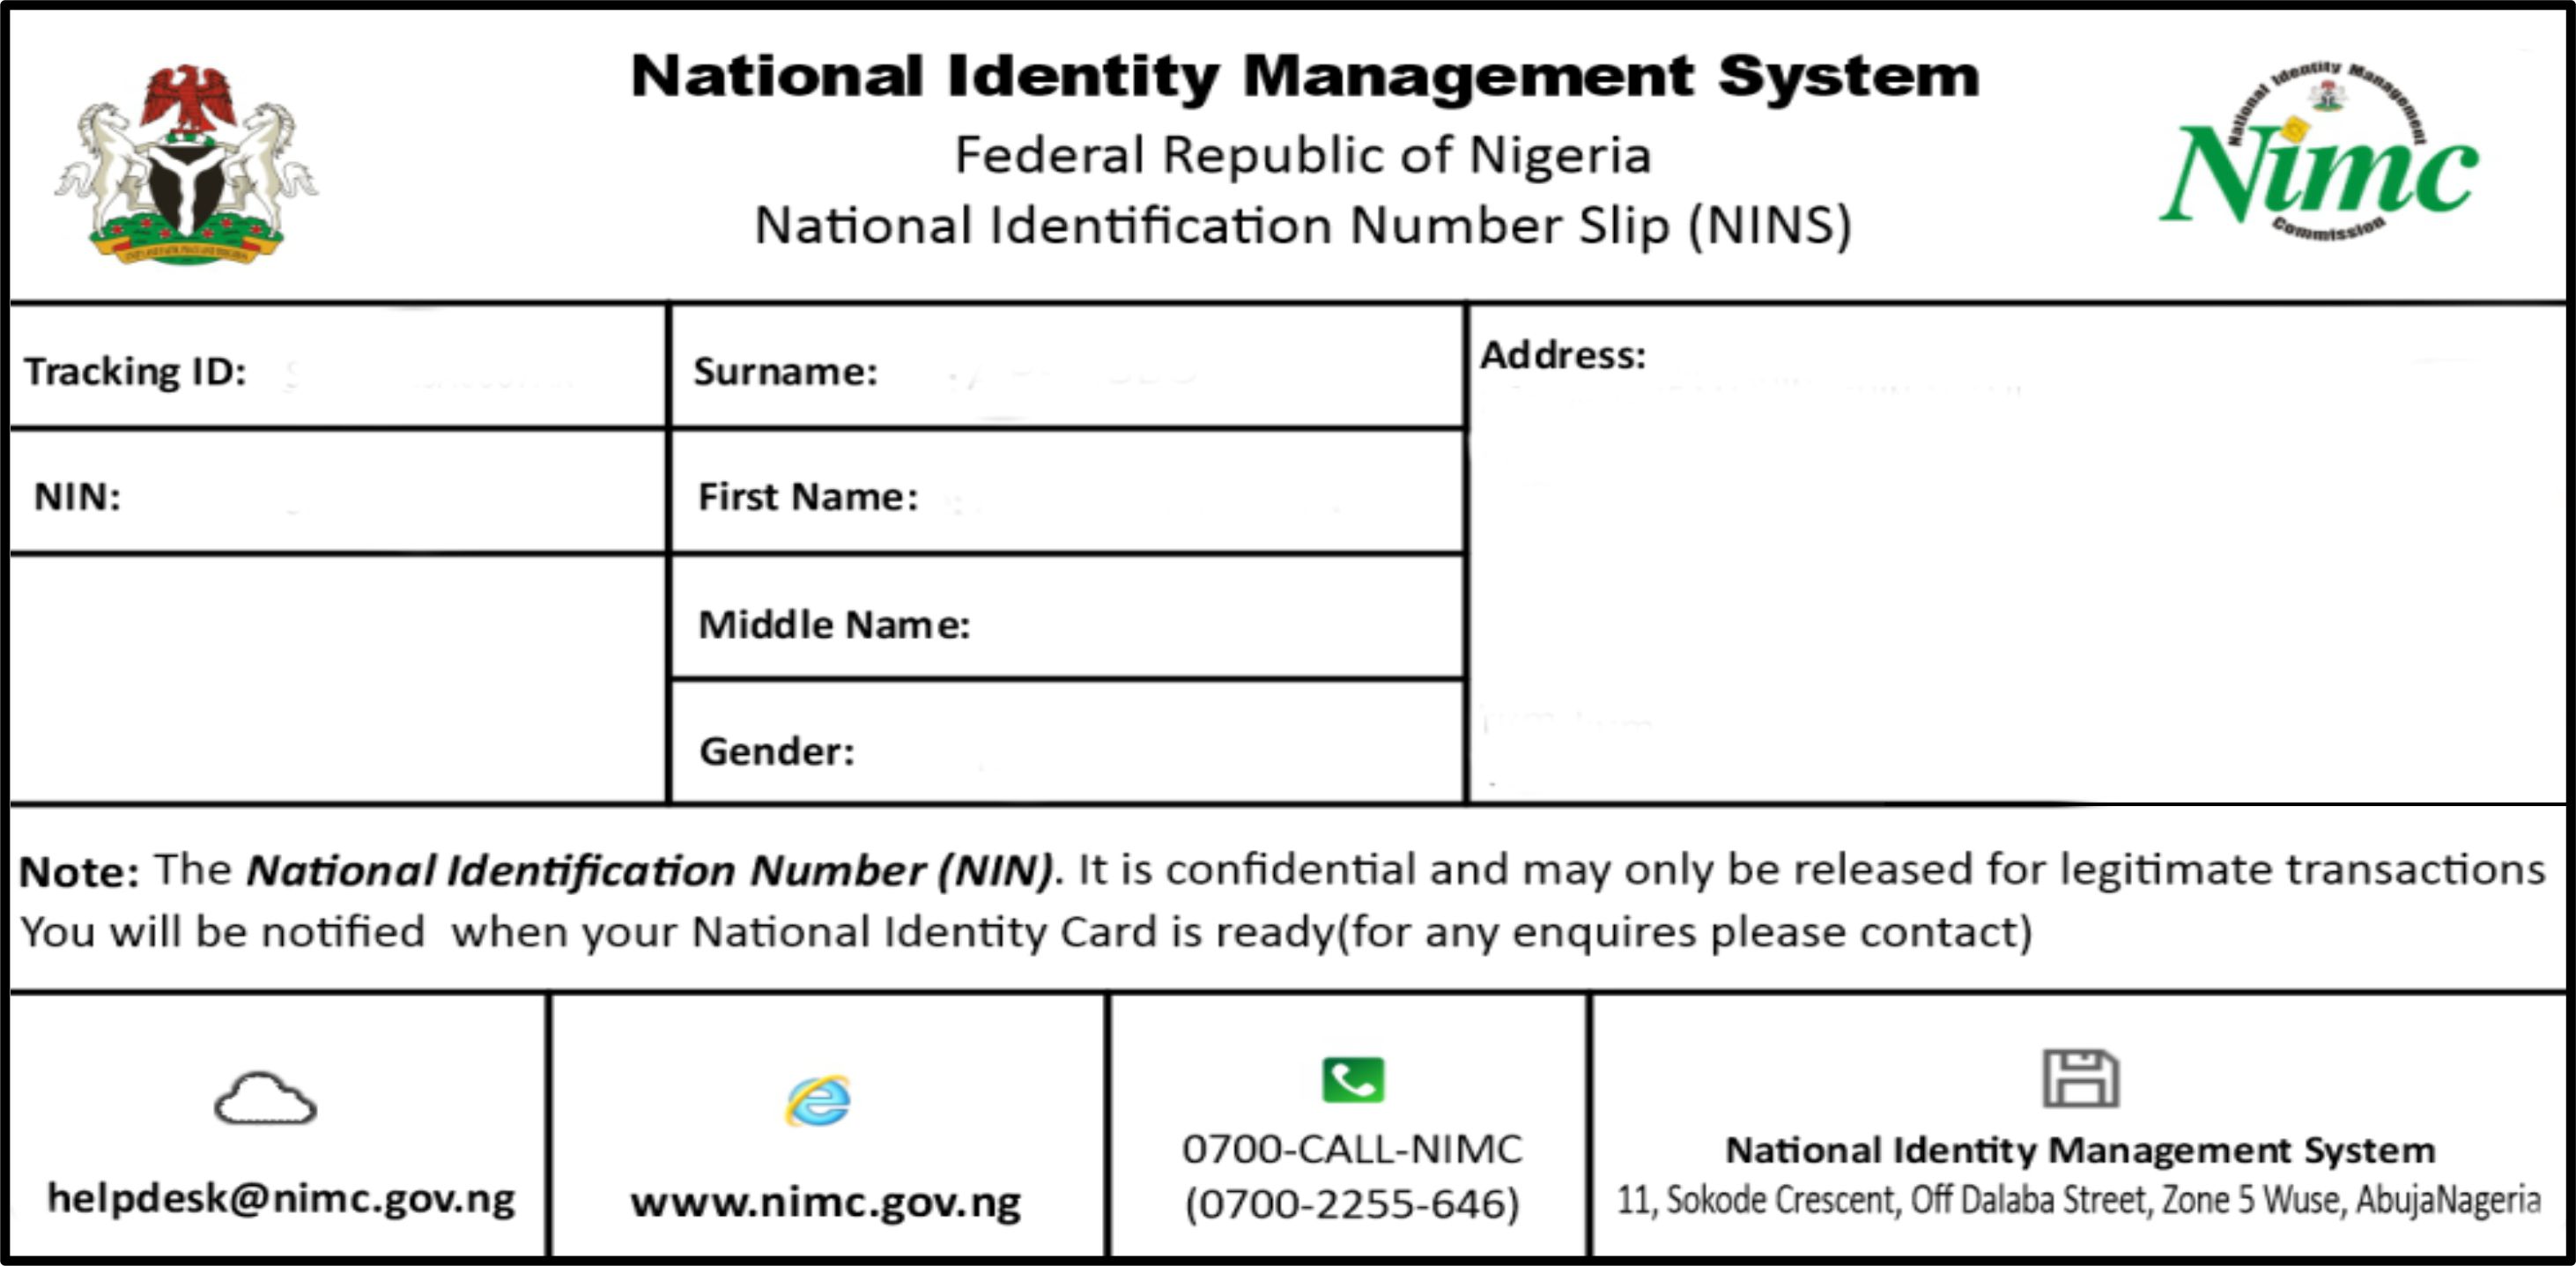 National Identity Management System
Federal Republic of Nigeria
National Identification Number Slip (NINS)
National Identity Management
Nimc
Commission
Tracking ID:
Surname:
Address:
NIN:
First Name:
Middle Name:
Gender:
Note: The National Identification Number (NIN). It is confidential and may only be released for legitimate transactions
You will be notified  when your National Identity Card is ready(for any enquires please contact)
helpdesk@nimc.gov.ng
www.nimc.gov.ng
0700-CALL-NIMC
(0700-2255-646)
National Identity Management System
11, Sokode Crescent, Off Dalaba Street, Zone 5 Wuse, AbujaNageria